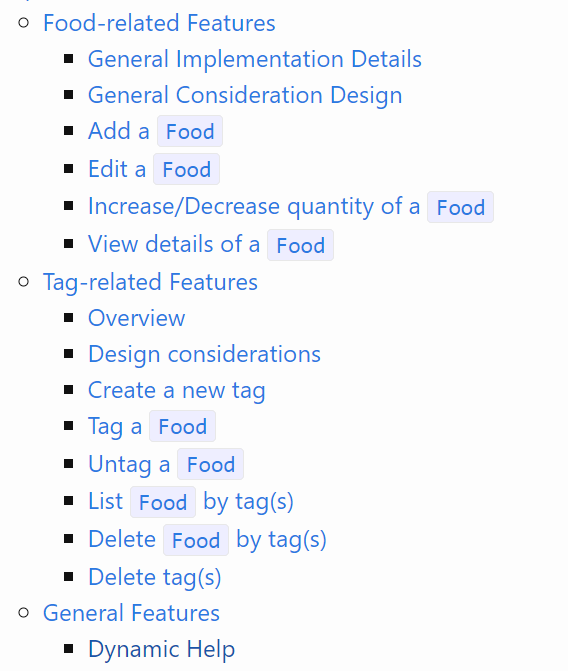 Food-related Features
General Implementation Details
General Consideration Design
Add a Food
Edit a Food
Increase/Decrease quantity of a Food
View details of a Food
Tag-related Features
Overview
Design considerations
Create a new tag
Tag a Food
Untag a Food
List Food by tag(s)
Delete Food by tag(s)
Delete tag(s)
General Features
Dynamic Help